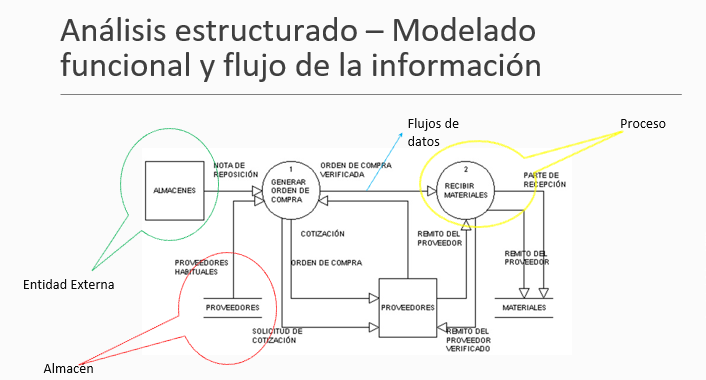 Análisis estructurado – Modelado
funcional y flujo de la información
Flujos de
datos
Proceso
NOTA DE
REPOSICIÓN
1
GENERAR
ORDEN DE
COMPRA
ORDEN DE COMPRA
VERIFICADA
2
RECIBIR
MATERIALES
PARTE DE
RECEPCIÓN
ALMACENES
COTIZACIÓN
REMITO DEL
PROVEEDOR
PROVEEDORES
HABITUALES
ORDEN DE COMPRA
REMITO DEL
PROVEEDOR
Entidad Externa
PROVEEDORES
PROVEEDORES
MATERIALES
SOLICITUD DE
COTIZACIÓN
REMITO DEL
PROVEEDOR
VERIFICADO
Almacén